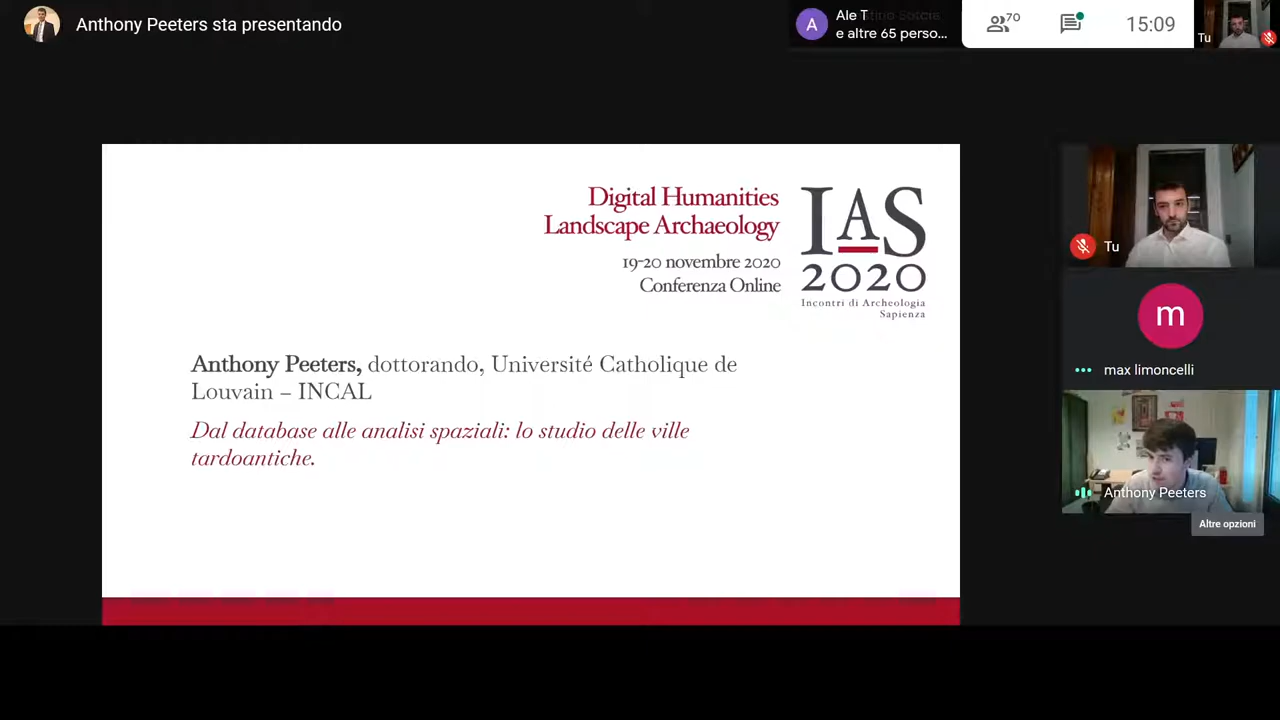 Anthony Peeters sta presentando
A
Ale T
e altre 65 perso...
70
15:09
Tu
Digital Humanities
Landscape Archaeology
19-20 novembre 2020
Conferenza Online
IAS
2020
Incontri di Archeologia
Sapienza
Anthony Peeters, dottorando, Université Catholique de
Louvain – INCAL
Dal database alle analisi spaziali: lo studio delle ville
tardoantiche.
Tu
m
max limoncelli
Anthony Peeters
Altre opzioni